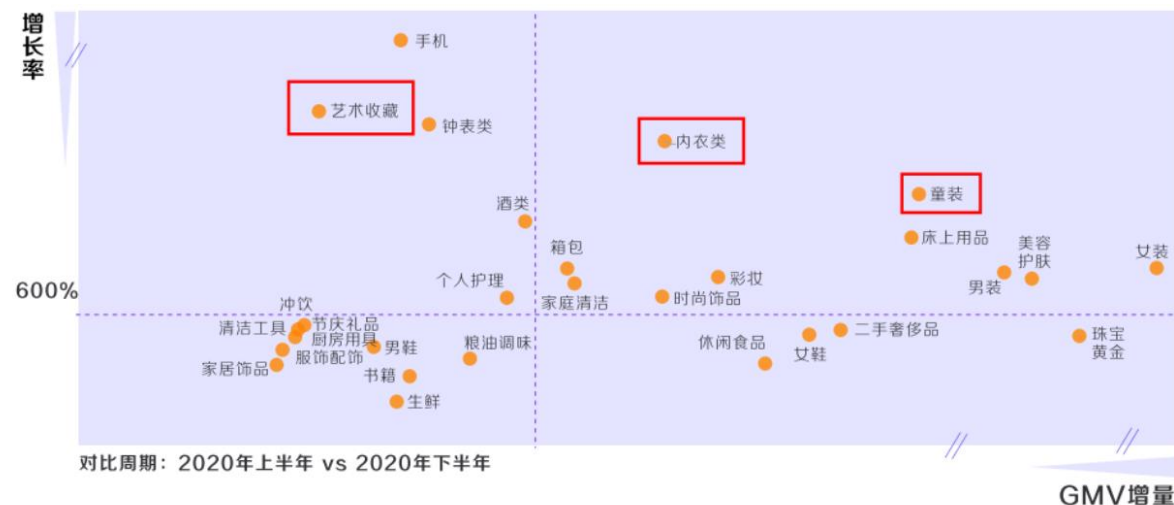 增长率
手机
艺术收藏
钟表类
内衣类
童装
酒类
床上用品
美容
护肤
女装
箱包
个人护理
彩妆
男装
600%
家庭清洁
时尚饰品
冲饮
清洁工具
节庆礼品
厨房用具
男鞋
粮油调味
休闲食品
女鞋
二手奢侈品
珠宝
黄金
服饰配饰
家居饰品
书籍
生鲜
对比周期：2020年上半年 vs 2020年下半年
GMV增量